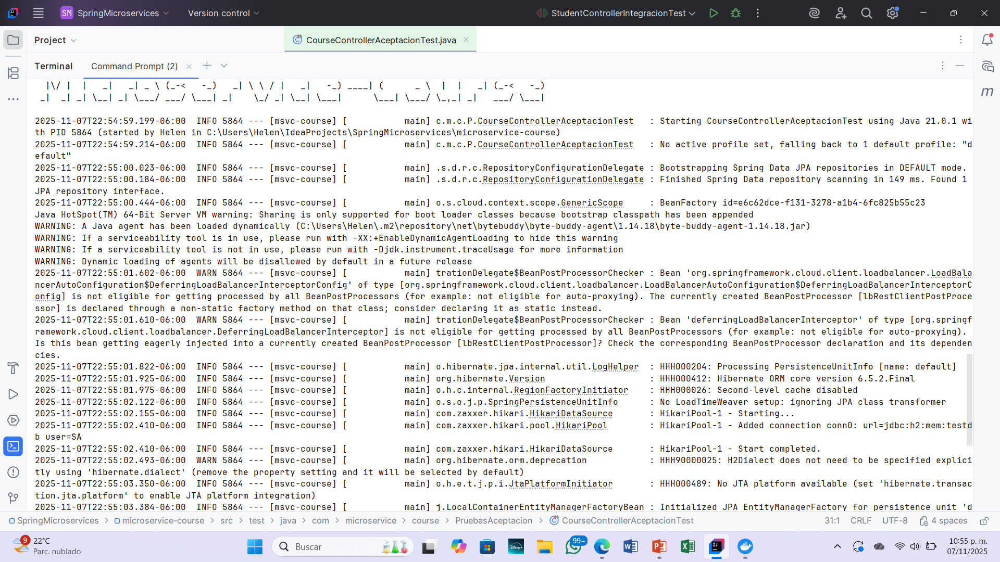 SM SpringMicroservices
Version control
StudentControllerIntegracionTest
Project
CourseControllerAceptacionTest.java
Terminal
Command Prompt (2)
2025-11-07T22:54:59.199-06:00  INFO 5864 --- [msvc-course] [           main] c.m.c.P.CourseControllerAceptacionTest   : Starting CourseControllerAceptacionTest using Java 21.0.1 wi
th PID 5864 (started by Helen in C:\Users\Helen\IdeaProjects\SpringMicroservices\microservice-course)
2025-11-07T22:54:59.214-06:00  INFO 5864 --- [msvc-course] [           main] c.m.c.P.CourseControllerAceptacionTest   : No active profile set, falling back to 1 default profile: "d
efault"
2025-11-07T22:55:00.023-06:00  INFO 5864 --- [msvc-course] [           main] .s.d.r.c.RepositoryConfigurationDelegate : Bootstrapping Spring Data JPA repositories in DEFAULT mode.
2025-11-07T22:55:00.184-06:00  INFO 5864 --- [msvc-course] [           main] .s.d.r.c.RepositoryConfigurationDelegate : Finished Spring Data repository scanning in 149 ms. Found 1
JPA repository interface.
2025-11-07T22:55:00.444-06:00  INFO 5864 --- [msvc-course] [           main] o.s.cloud.context.scope.GenericScope     : BeanFactory id=e6c62dce-f131-3278-a1b4-6fc825b55c23
Java HotSpot(TM) 64-Bit Server VM warning: Sharing is only supported for boot loader classes because bootstrap classpath has been appended
WARNING: A Java agent has been loaded dynamically (C:\Users\Helen\.m2\repository\net\bytebuddy\byte-buddy-agent\1.14.18\byte-buddy-agent-1.14.18.jar)
WARNING: If a serviceability tool is in use, please run with -XX:+EnableDynamicAgentLoading to hide this warning
WARNING: If a serviceability tool is not in use, please run with -Djdk.instrument.traceUsage for more information
WARNING: Dynamic loading of agents will be disallowed by default in a future release
2025-11-07T22:55:01.602-06:00  WARN 5864 --- [msvc-course] [           main] trationDelegate$BeanPostProcessorChecker : Bean 'org.springframework.cloud.client.loadbalancer.LoadBala
ncerAutoConfiguration$DeferringLoadBalancerInterceptorConfig' of type [org.springframework.cloud.client.loadbalancer.LoadBalancerAutoConfiguration$DeferringLoadBalancerInterceptorC
onfig] is not eligible for getting processed by all BeanPostProcessors (for example: not eligible for auto-proxying). The currently created BeanPostProcessor [lbRestClientPostProce
ssor] is declared through a non-static factory method on that class; consider declaring it as static instead.
2025-11-07T22:55:01.610-06:00  WARN 5864 --- [msvc-course] [           main] trationDelegate$BeanPostProcessorChecker : Bean 'deferringLoadBalancerInterceptor' of type [org.springf
ramework.cloud.client.loadbalancer.DeferringLoadBalancerInterceptor] is not eligible for getting processed by all BeanPostProcessors (for example: not eligible for auto-proxying).
Is this bean getting eagerly injected into a currently created BeanPostProcessor [lbRestClientPostProcessor]? Check the corresponding BeanPostProcessor declaration and its dependen
cies.
2025-11-07T22:55:01.822-06:00  INFO 5864 --- [msvc-course] [           main] o.hibernate.jpa.internal.util.LogHelper  : HHH000204: Processing PersistenceUnitInfo [name: default]
2025-11-07T22:55:01.925-06:00  INFO 5864 --- [msvc-course] [           main] org.hibernate.Version                    : HHH000412: Hibernate ORM core version 6.5.2.Final
2025-11-07T22:55:01.975-06:00  INFO 5864 --- [msvc-course] [           main] o.h.c.internal.RegionFactoryInitiator    : HHH000026: Second-level cache disabled
2025-11-07T22:55:02.122-06:00  INFO 5864 --- [msvc-course] [           main] o.s.o.j.p.SpringPersistenceUnitInfo      : No LoadTimeWeaver setup: ignoring JPA class transformer
2025-11-07T22:55:02.155-06:00  INFO 5864 --- [msvc-course] [           main] com.zaxxer.hikari.HikariDataSource       : HikariPool-1 - Starting...
2025-11-07T22:55:02.410-06:00  INFO 5864 --- [msvc-course] [           main] com.zaxxer.hikari.pool.HikariPool        : HikariPool-1 - Added connection conn0: url=jdbc:h2:mem:testd
b user=SA
2025-11-07T22:55:02.410-06:00  INFO 5864 --- [msvc-course] [           main] com.zaxxer.hikari.HikariDataSource       : HikariPool-1 - Start completed.
2025-11-07T22:55:02.493-06:00  WARN 5864 --- [msvc-course] [           main] org.hibernate.orm.deprecation            : HHH90000025: H2Dialect does not need to be specified explici
tly using 'hibernate.dialect' (remove the property setting and it will be selected by default)
2025-11-07T22:55:03.350-06:00  INFO 5864 --- [msvc-course] [           main] o.h.e.t.j.p.i.JtaPlatformInitiator       : HHH000489: No JTA platform available (set 'hibernate.transac
tion.jta.platform' to enable JTA platform integration)
2025-11-07T22:55:03.384-06:00  INFO 5864 --- [msvc-course] [           main] j.LocalContainerEntityManagerFactoryBean : Initialized JPA EntityManagerFactory for persistence unit 'd
SpringMicroservices > microservice-course > src > test > java > com > microservice > course > PruebasAceptacion > CourseControllerAceptacionTest
31:1 CRLF UTF-8 4 spaces
9
22°C
Parc. nublado
Buscar
Disney+
99+
10:55 p. m.
07/11/2025